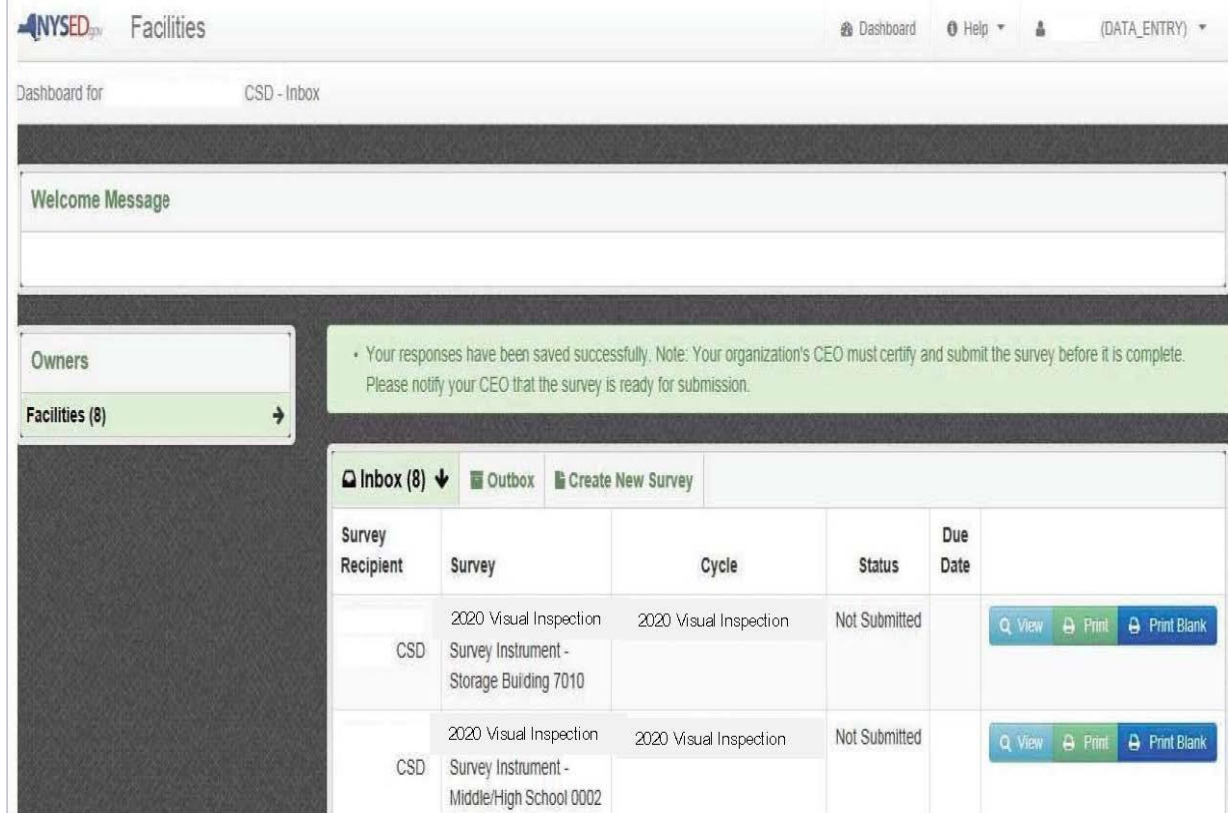 NYSED.gov Facilities Dashboard Help (DATA_ENTRY)
Dashboard for CSD - Inbox
Welcome Message
Owners
Facilities (8)
• Your responses have been saved successfully. Note: Your organization's CEO must certify and submit the survey before it is complete.
Please notify your CEO that the survey is ready for submission.
Inbox (8) Outbox Create New Survey
Survey Recipient Survey Cycle Status Due Date
2020 Visual Inspection 2020 Visual Inspection Not Submitted View Print Print Blank
CSD Survey Instrument -
Storage Building 7010
2020 Visual Inspection 2020 Visual Inspection Not Submitted View Print Print Blank
CSD Survey Instrument -
Middle/High School 0002